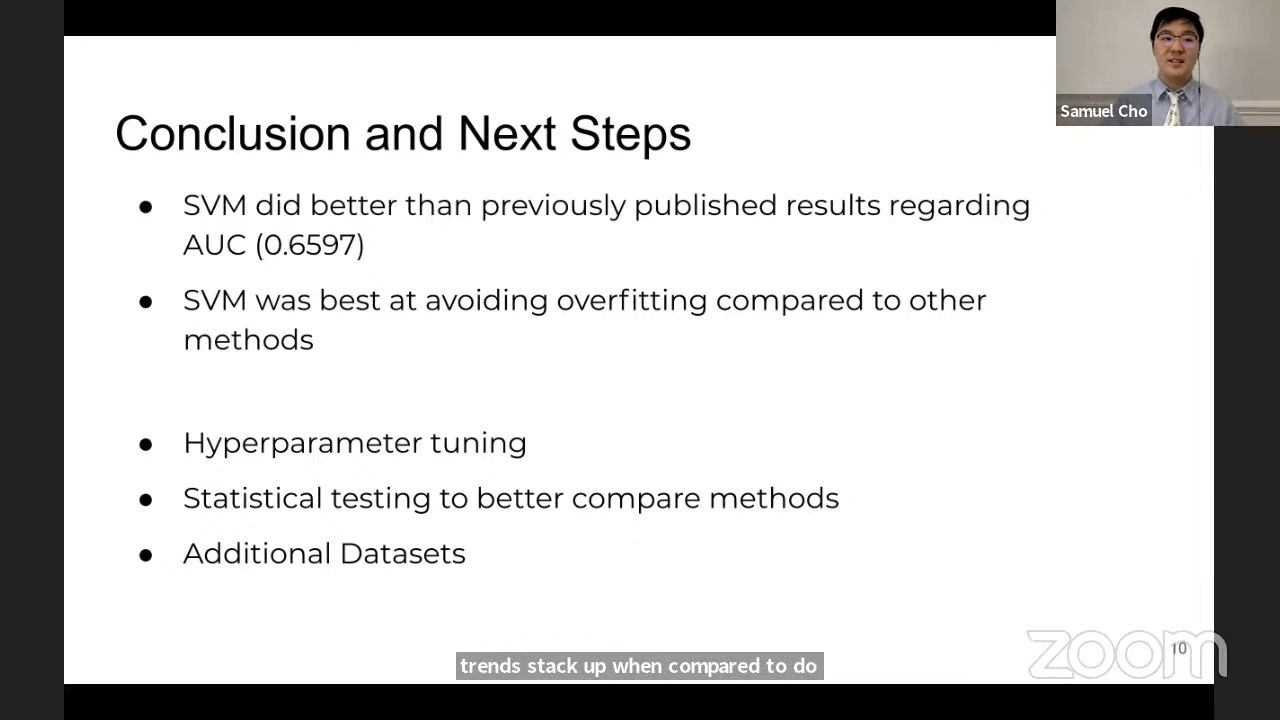 Samuel Cho
Conclusion and Next Steps
● SVM did better than previously published results regarding
AUC (0.6597)
● SVM was best at avoiding overfitting compared to other
methods
● Hyperparameter tuning
● Statistical testing to better compare methods
● Additional Datasets
zoom
10
trends stack up when compared to do